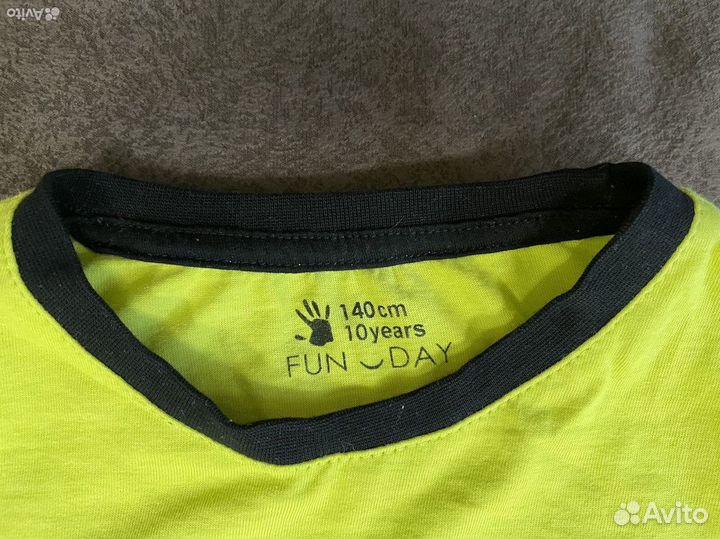 Avito
140cm
10years
FUN DAY
Avito